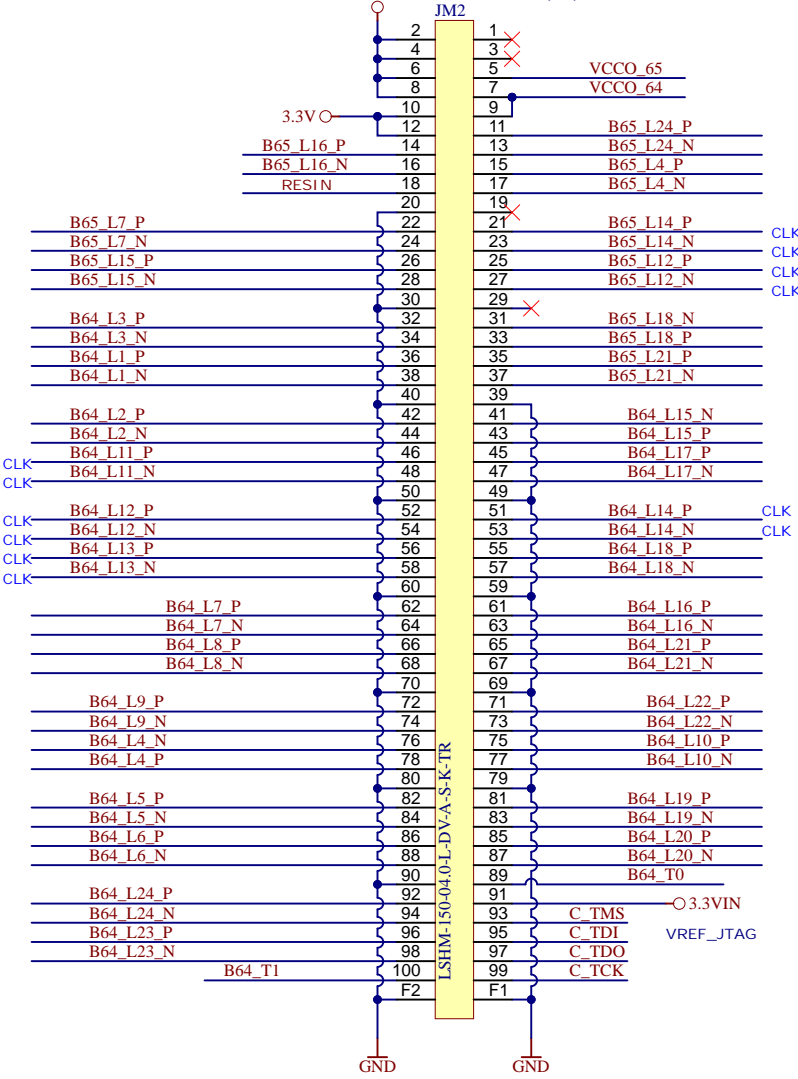 JM2
2 1
4 3
6 5 VCCO_65
8 7 VCCO_64
3.3V 10 9
12 11 B65_L24_P
B65_L16_P 14 13 B65_L24_N
B65_L16_N 16 15 B65_L4_P
RESIN 18 17 B65_L4_N
20 19
B65_L7_P 22 21 B65_L14_P CLK
B65_L7_N 24 23 B65_L14_N CLK
B65_L15_P 26 25 B65_L12_P CLK
B65_L15_N 28 27 B65_L12_N CLK
30 29
B64_L3_P 32 31 B65_L18_N
B64_L3_N 34 33 B65_L18_P
B64_L1_P 36 35 B65_L21_P
B64_L1_N 38 37 B65_L21_N
40 39
B64_L2_P 42 41 B64_L15_N
B64_L2_N 44 43 B64_L15_P
CLK B64_L11_P 46 45 B64_L17_P
CLK B64_L11_N 48 47 B64_L17_N
50 49
CLK B64_L12_P 52 51 B64_L14_P CLK
CLK B64_L12_N 54 53 B64_L14_N CLK
CLK B64_L13_P 56 55 B64_L18_P
CLK B64_L13_N 58 57 B64_L18_N
60 59
B64_L7_P 62 61 B64_L16_P
B64_L7_N 64 63 B64_L16_N
B64_L8_P 66 65 B64_L21_P
B64_L8_N 68 67 B64_L21_N
70 69
B64_L9_P 72 71 B64_L22_P
B64_L9_N 74 73 B64_L22_N
B64_L4_N 76 75 B64_L10_P
B64_L4_P 78 77 B64_L10_N
80 79
B64_L5_P 82 81 B64_L19_P
B64_L5_N 84 83 B64_L19_N
B64_L6_P 86 85 B64_L20_P
B64_L6_N 88 87 B64_L20_N
90 89 B64_T0
B64_L24_P 92 91 3.3VIN
B64_L24_N 94 93 C_TMS
B64_L23_P 96 95 C_TDI VREF_JTAG
B64_L23_N 98 97 C_TDO
B64_T1 100 99 C_TCK
F2 F1
LSHM-150-04.0-L-DV-A-S-K-TR
GND GND